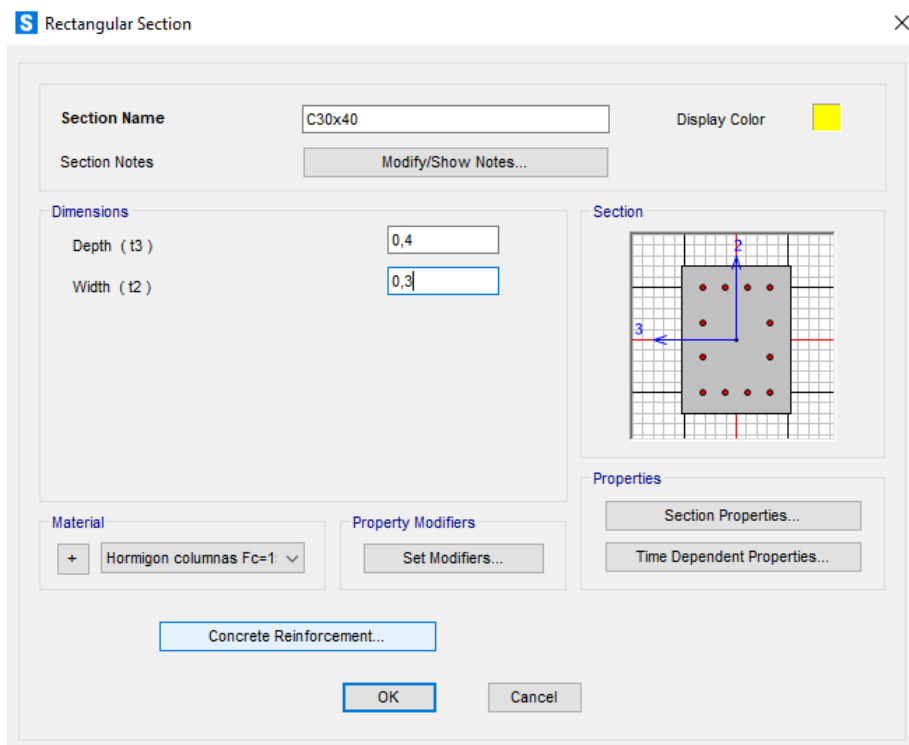 S Rectangular Section
Section Name C30x40 Display Color
Section Notes Modify/Show Notes...
Dimensions
Depth ( t3 ) 0,4
Width ( t2 ) 0,3
Section
2
3
Properties
Section Properties...
Time Dependent Properties...
Material
+ Hormigon columnas Fc=1
Property Modifiers
Set Modifiers...
Concrete Reinforcement...
OK Cancel